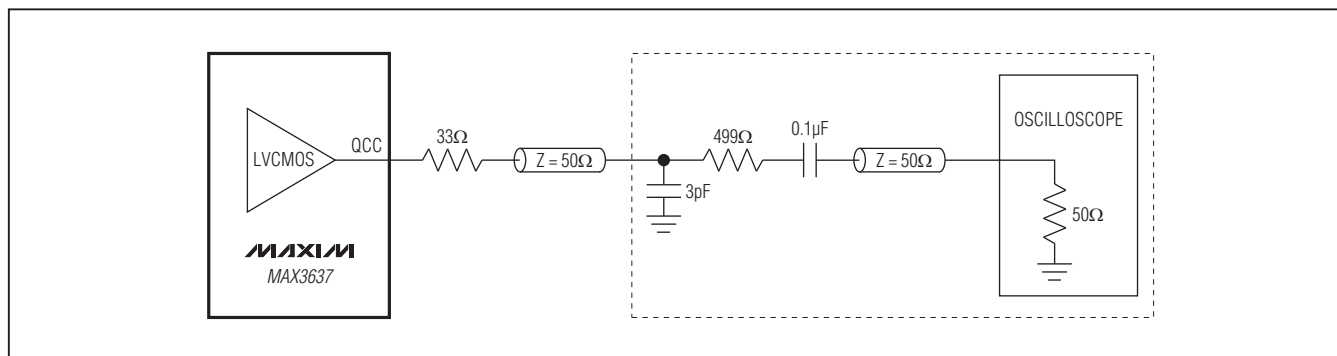 LVCMOS
QCC
MAXIM
MAX3637
33Ω
Z = 50Ω
3pF
499Ω
0.1µF
Z = 50Ω
OSCILLOSCOPE
50Ω